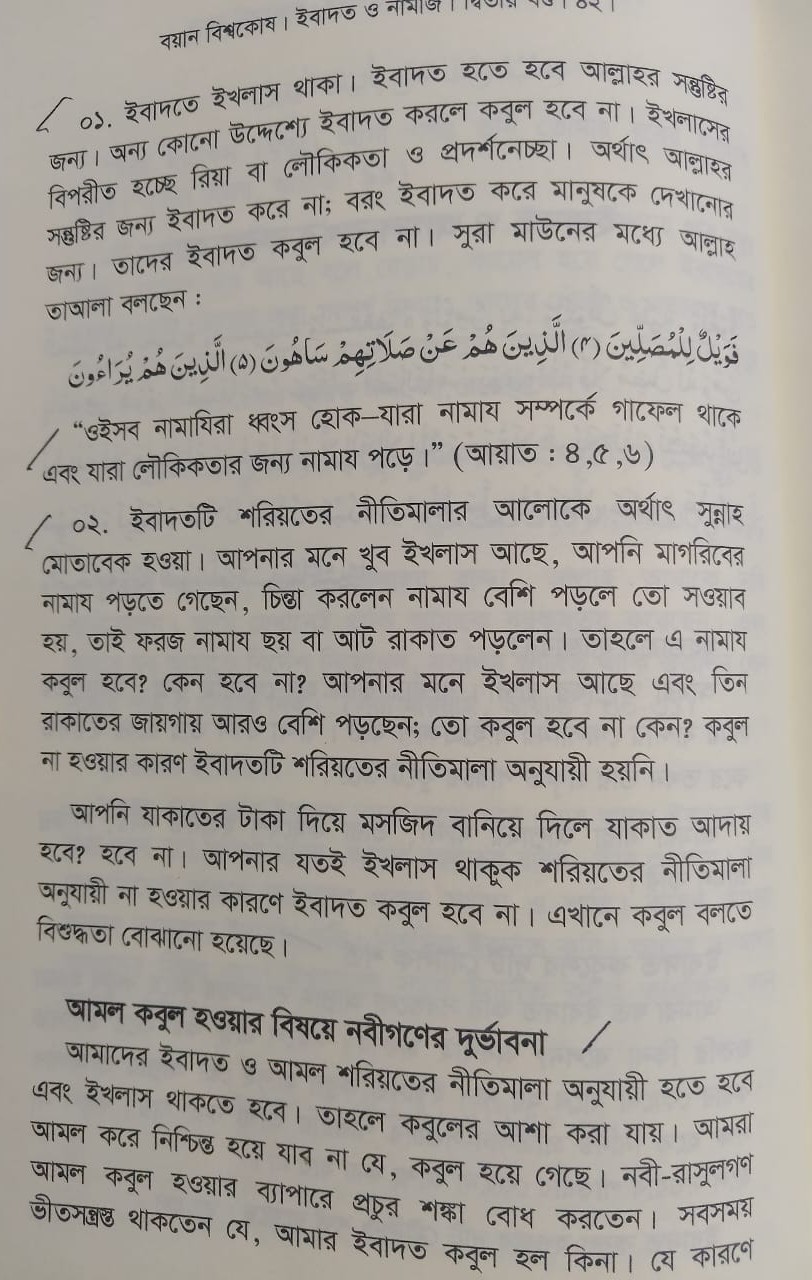 বয়ান বিশ্বকোষ। ইবাদত ও নামাজ। দ্বিতীয় খণ্ড। ৪২।
০১. ইবাদতে ইখলাস থাকা। ইবাদত হতে হবে আল্লাহর সন্তুষ্টির
জন্য। অন্য কোনো উদ্দেশ্যে ইবাদত করলে কবুল হবে না। ইখলাসের
বিপরীত হচ্ছে রিয়া বা লৌকিকতা ও প্রদর্শনেচ্ছা। অর্থাৎ আল্লাহর
সন্তুষ্টির জন্য ইবাদত করে না; বরং ইবাদত করে মানুষকে দেখানোর
জন্য। তাদের ইবাদত কবুল হবে না। সূরা মাউনের মধ্যে আল্লাহ
তাআলা বলছেন :
فَوَيْلٌ لِلْمُصَلِّينَ (۴) الَّذِينَ هُمْ عَنْ صَلَاتِهِمْ سَاهُونَ (۵) الَّذِينَ هُمْ يُرَاءُونَ
“ওইসব নামাযিরা ধ্বংস হোক–যারা নামায সম্পর্কে গাফেল থাকে
এবং যারা লৌকিকতার জন্য নামায পড়ে।” (আয়াত : ৪,৫,৬)
০২. ইবাদতটি শরিয়তের নীতিমালার আলোকে অর্থাৎ সুন্নাহ
মোতাবেক হওয়া। আপনার মনে খুব ইখলাস আছে, আপনি মাগরিবের
নামায পড়তে গেছেন, চিন্তা করলেন নামায বেশি পড়লে তো সওয়াব
হয়, তাই ফরজ নামায ছয় বা আট রাকাত পড়লেন। তাহলে এ নামায
কবুল হবে? কেন হবে না? আপনার মনে ইখলাস আছে এবং তিন
রাকাতের জায়গায় আরও বেশি পড়ছেন; তো কবুল হবে না কেন? কবুল
না হওয়ার কারণ ইবাদতটি শরিয়তের নীতিমালা অনুযায়ী হয়নি।
আপনি যাকাতের টাকা দিয়ে মসজিদ বানিয়ে দিলে যাকাত আদায়
হবে? হবে না। আপনার যতই ইখলাস থাকুক শরিয়তের নীতিমালা
অনুযায়ী না হওয়ার কারণে ইবাদত কবুল হবে না। এখানে কবুল বলতে
বিশুদ্ধতা বোঝানো হয়েছে।
আমল কবুল হওয়ার বিষয়ে নবীগণের দুর্ভাবনা
আমাদের ইবাদত ও আমল শরিয়তের নীতিমালা অনুযায়ী হতে হবে
এবং ইখলাস থাকতে হবে। তাহলে কবুলের আশা করা যায়। আমরা
আমল করে নিশ্চিন্ত হয়ে যাব না যে, কবুল হয়ে গেছে। নবী-রাসূলগণ
আমল কবুল হওয়ার ব্যাপারে প্রচুর শঙ্কা বোধ করতেন। সবসময়
ভীতসন্ত্রস্ত থাকতেন যে, আমার ইবাদত কবুল হল কিনা। যে কারণে